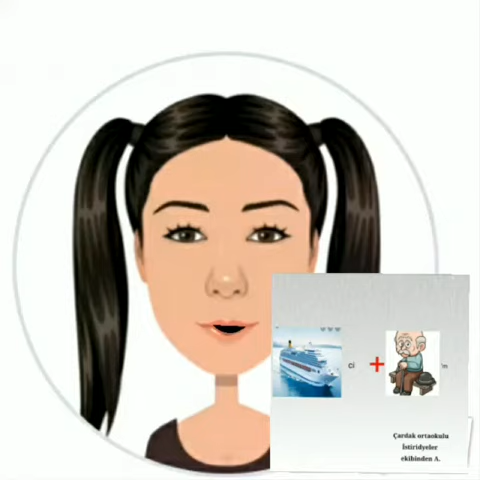 ci + 'ın
Çardak ortaokulu
İstiridyeler
ekibinden A.